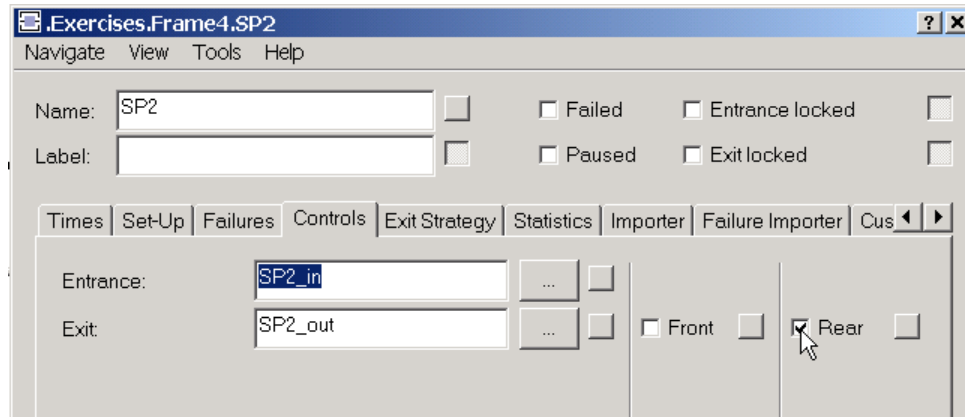 .Exercises.Frame4.SP2 ? X
Navigate View Tools Help
Name: SP2 Failed Entrance locked
Label: Paused Exit locked
Times Set-Up Failures Controls Exit Strategy Statistics Importer Failure Importer Cus
Entrance: SP2_in ...
Exit: SP2_out ... Front Rear